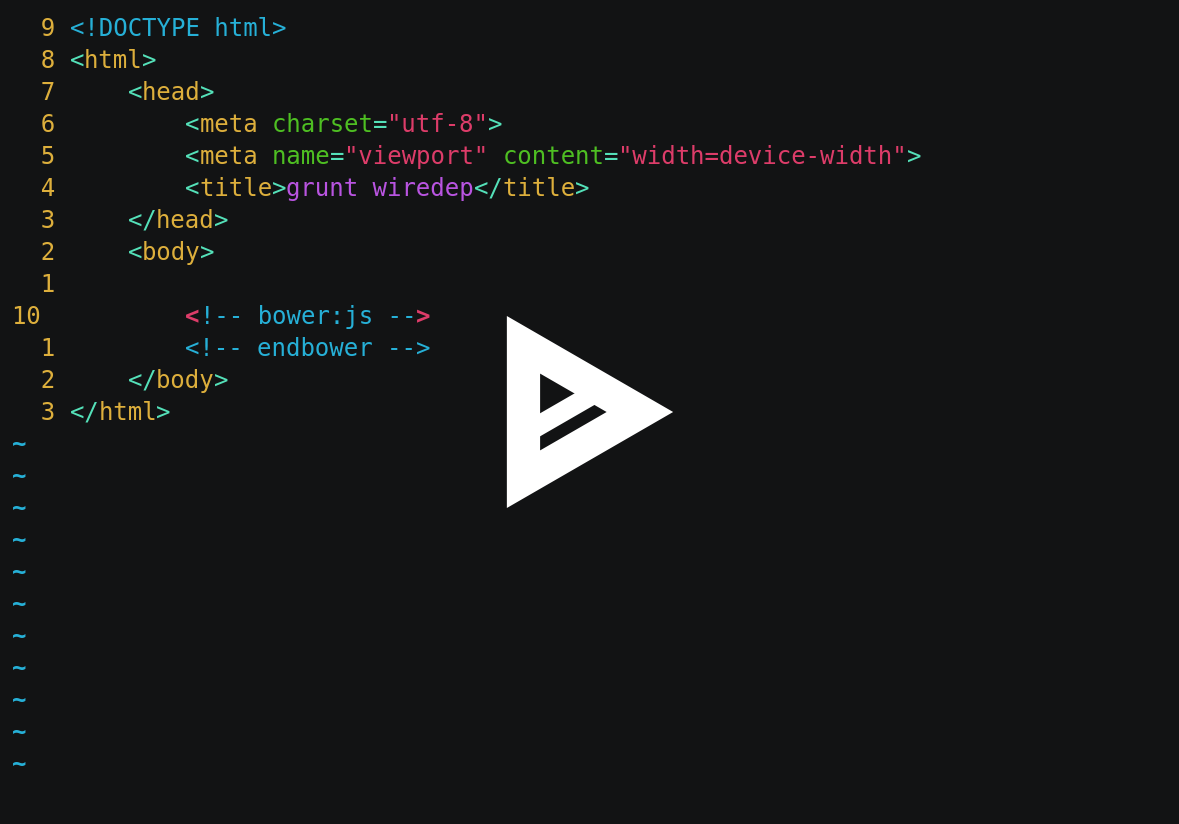 9 <!DOCTYPE html>
8 <html>
7     <head>
6         <meta charset="utf-8">
5         <meta name="viewport" content="width=device-width">
4         <title>grunt wiredep</title>
3     </head>
2     <body>
1
10         <!-- bower:js -->
1         <!-- endbower -->
2     </body>
3 </html>
~
~
~
~
~
~
~
~
~
~
~